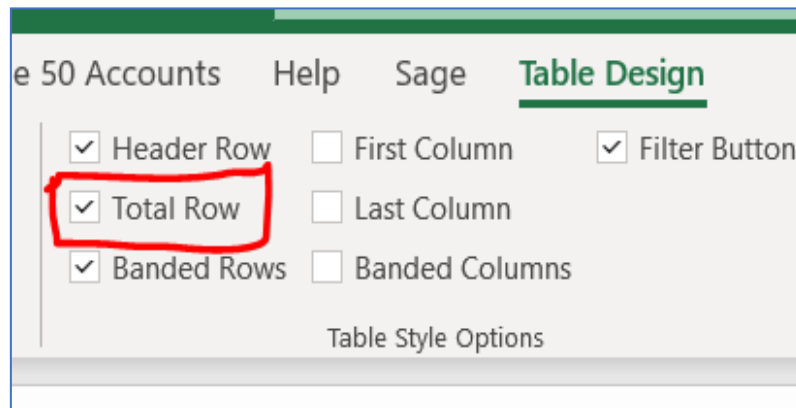 e 50 Accounts Help Sage Table Design
Header Row First Column Filter Button
Total Row Last Column
Banded Rows Banded Columns
Table Style Options